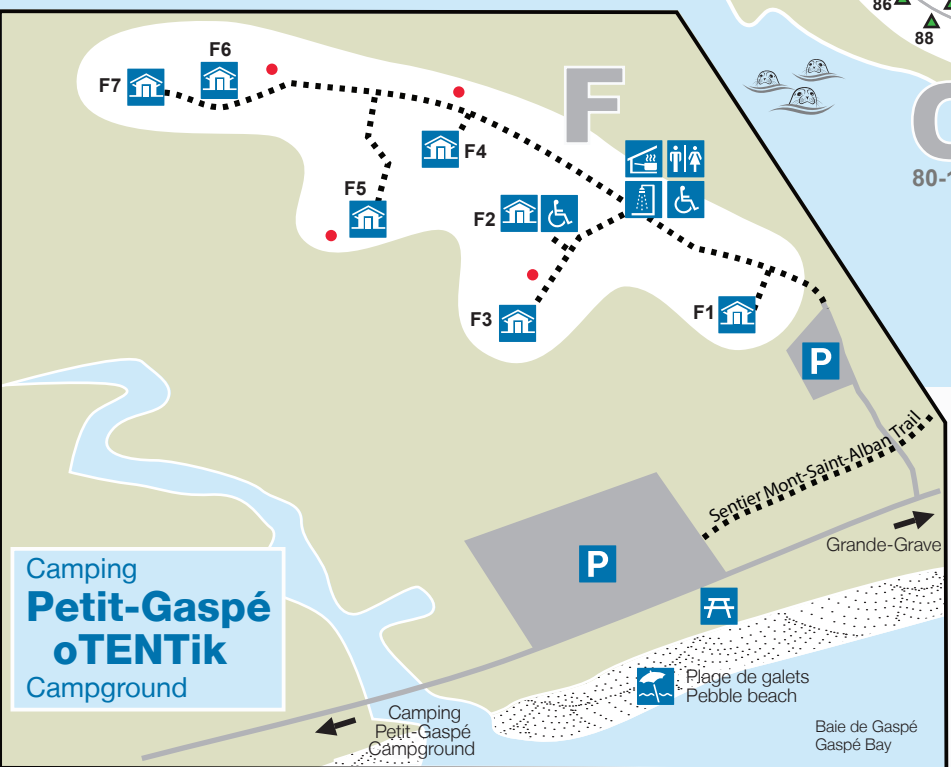 86
88
F6
F7
F
F4
F5
F2
80-1
F3
F1
P
Sentier Mont-Saint-Alban Trail
Grande-Grave
P
Camping
Petit-Gaspé
oTENTik
Campground
Plage de galets
Pebble beach
Camping
Petit-Gaspé
Campground
Baie de Gaspé
Gaspé Bay